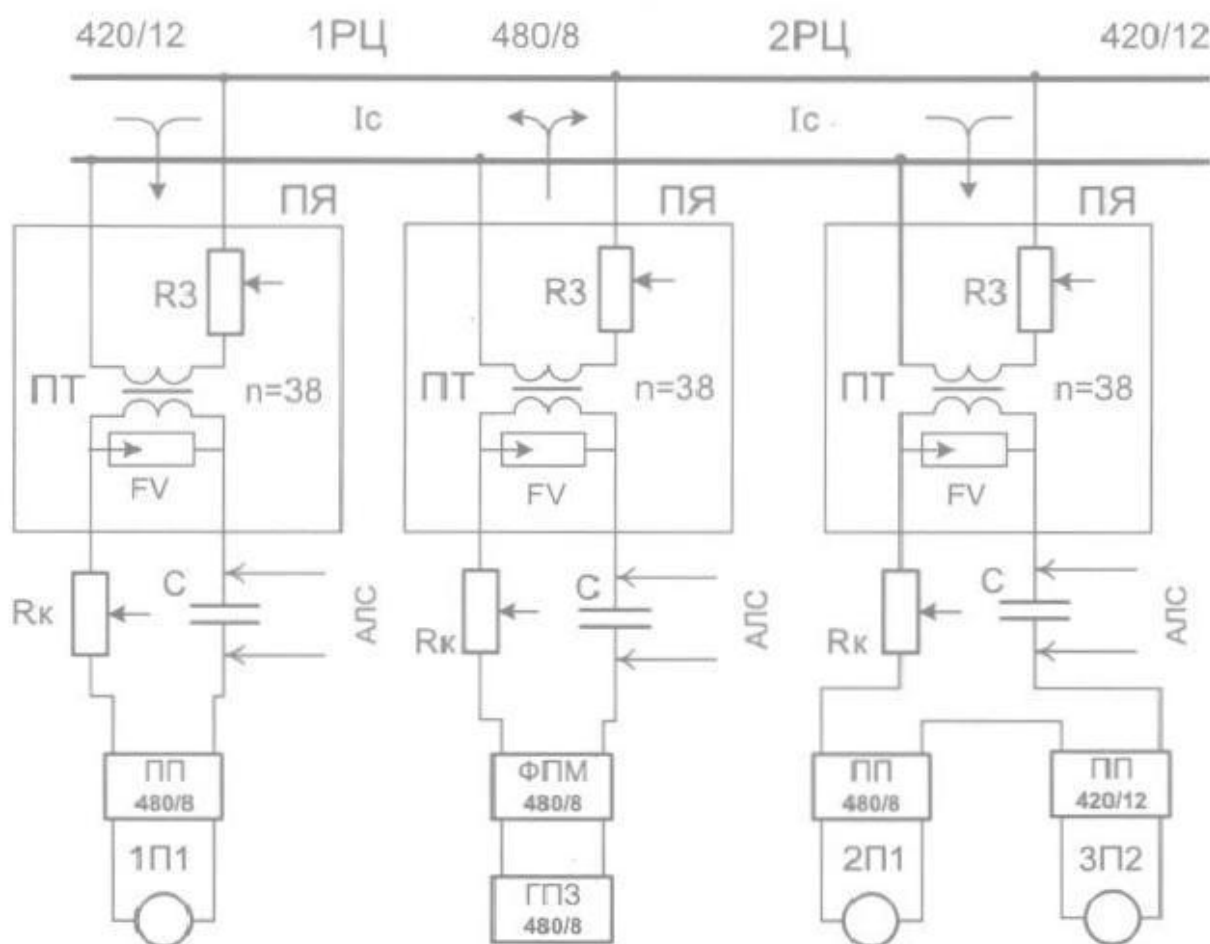 420/12 1РЦ 480/8 2РЦ 420/12
Iс Iс
ПЯ ПЯ ПЯ
R3 R3 R3
ПТ n=38 ПТ n=38 ПТ n=38
FV FV FV
Rк С АЛС Rк С АЛС Rк С АЛС
ПП ФПМ ПП ПП
480/8 480/8 480/8 420/12
1П1 2П1 3П2
ГПЗ
480/8